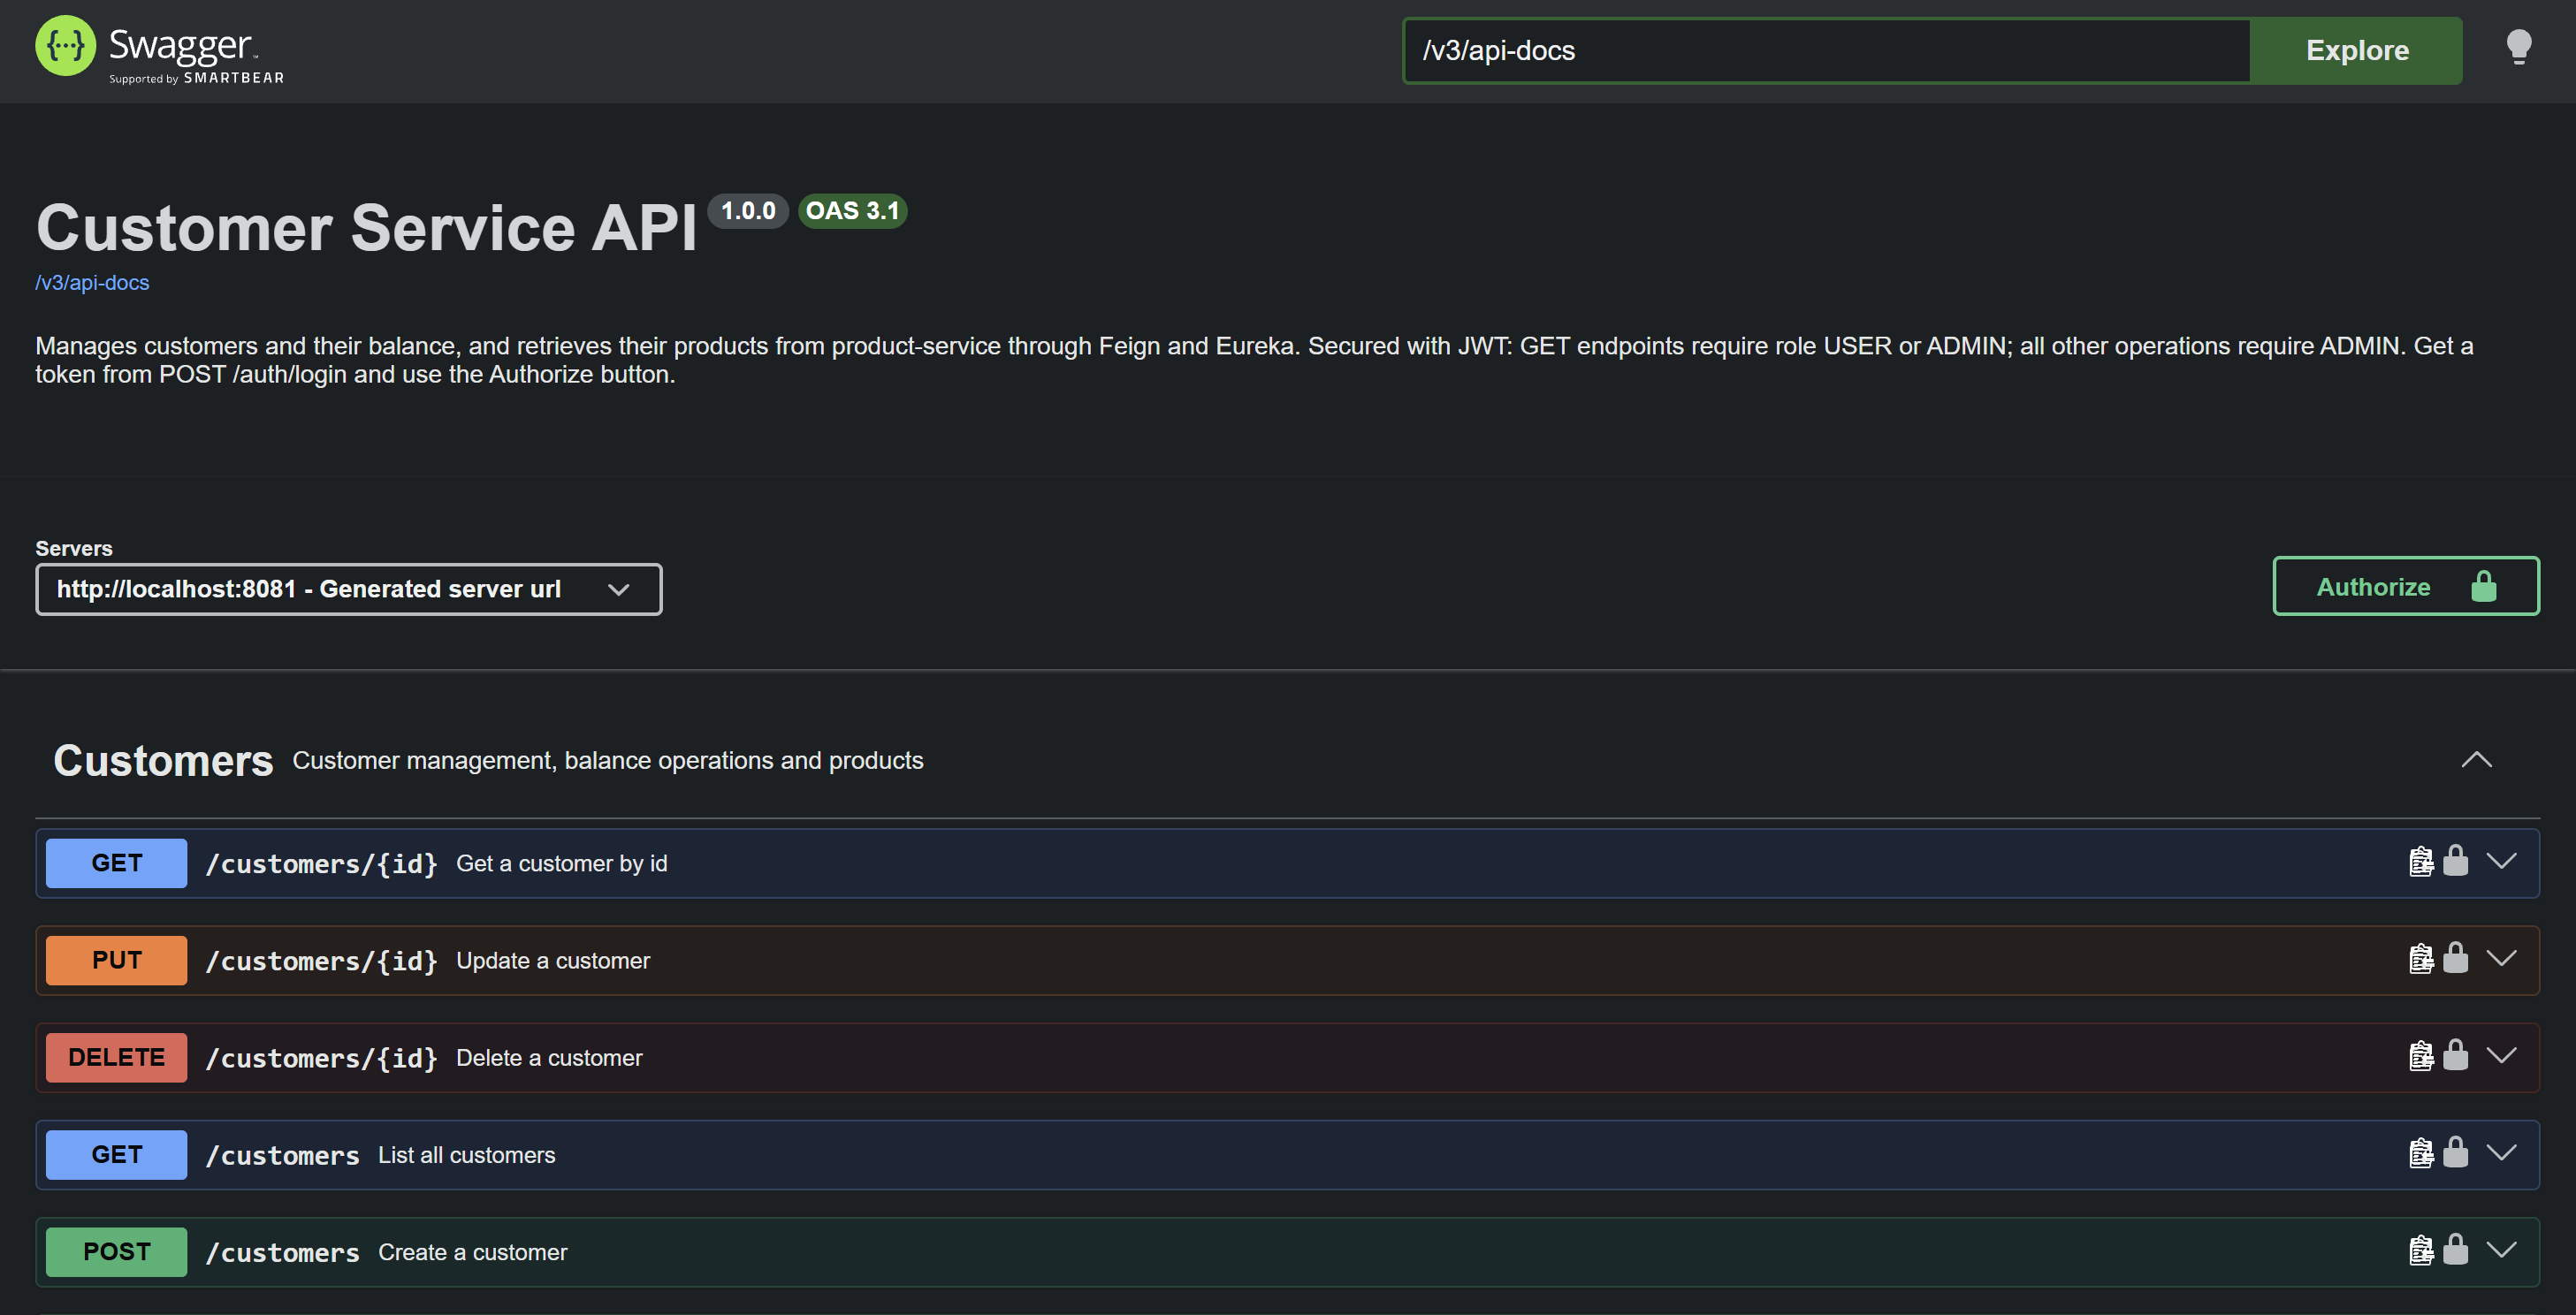 Swagger
Supported by SMARTBEAR
/v3/api-docs
Explore
Customer Service API 1.0.0 OAS 3.1
/v3/api-docs
Manages customers and their balance, and retrieves their products from product-service through Feign and Eureka. Secured with JWT: GET endpoints require role USER or ADMIN; all other operations require ADMIN. Get a
token from POST /auth/login and use the Authorize button.
Servers
http://localhost:8081 - Generated server url
Authorize
Customers Customer management, balance operations and products
GET /customers/{id} Get a customer by id
PUT /customers/{id} Update a customer
DELETE /customers/{id} Delete a customer
GET /customers List all customers
POST /customers Create a customer